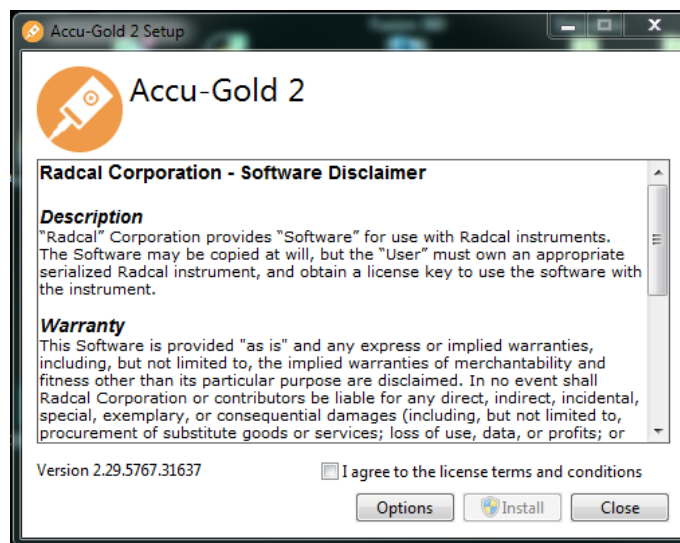 Accu-Gold 2 Setup
Accu-Gold 2
Radcal Corporation - Software Disclaimer
Description
"Radcal" Corporation provides "Software" for use with Radcal instruments.
The Software may be copied at will, but the "User" must own an appropriate
serialized Radcal instrument, and obtain a license key to use the software with
the instrument.
Warranty
This Software is provided "as is" and any express or implied warranties,
including, but not limited to, the implied warranties of merchantability and
fitness other than its particular purpose are disclaimed. In no event shall
Radcal Corporation or contributors be liable for any direct, indirect, incidental,
special, exemplary, or consequential damages (including, but not limited to,
procurement of substitute goods or services; loss of use, data, or profits; or
Version 2.29.5767.31637
I agree to the license terms and conditions
Options
Install
Close